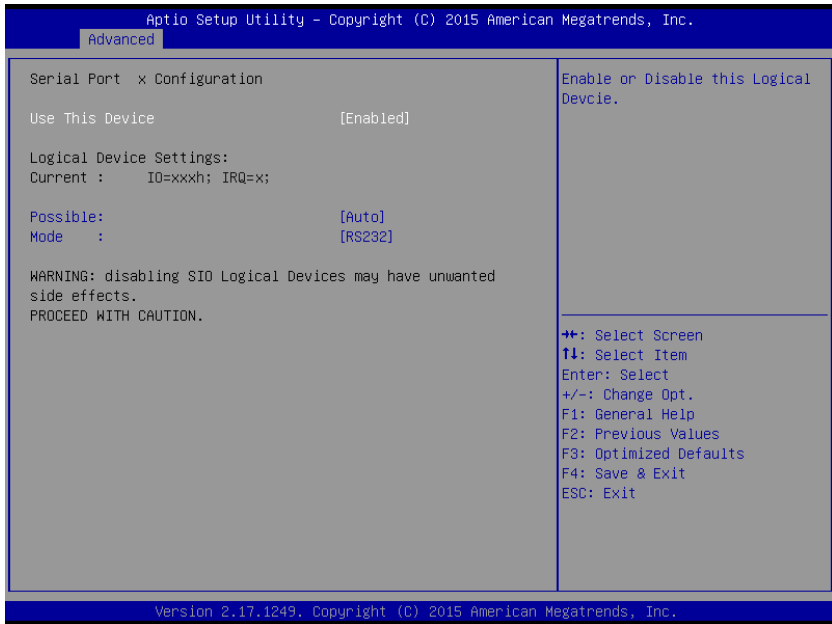 Aptio Setup Utility – Copyright (C) 2015 American Megatrends, Inc.
Advanced
Serial Port x Configuration
Use This Device [Enabled]
Logical Device Settings:
Current : IO=xxxh; IRQ=x;
Possible: [Auto]
Mode : [RS232]
WARNING: disabling SIO Logical Devices may have unwanted
side effects.
PROCEED WITH CAUTION.
Enable or Disable this Logical
Devcie.
→←: Select Screen
↑↓: Select Item
Enter: Select
+/-: Change Opt.
F1: General Help
F2: Previous Values
F3: Optimized Defaults
F4: Save & Exit
ESC: Exit
Version 2.17.1249. Copyright (C) 2015 American Megatrends, Inc.